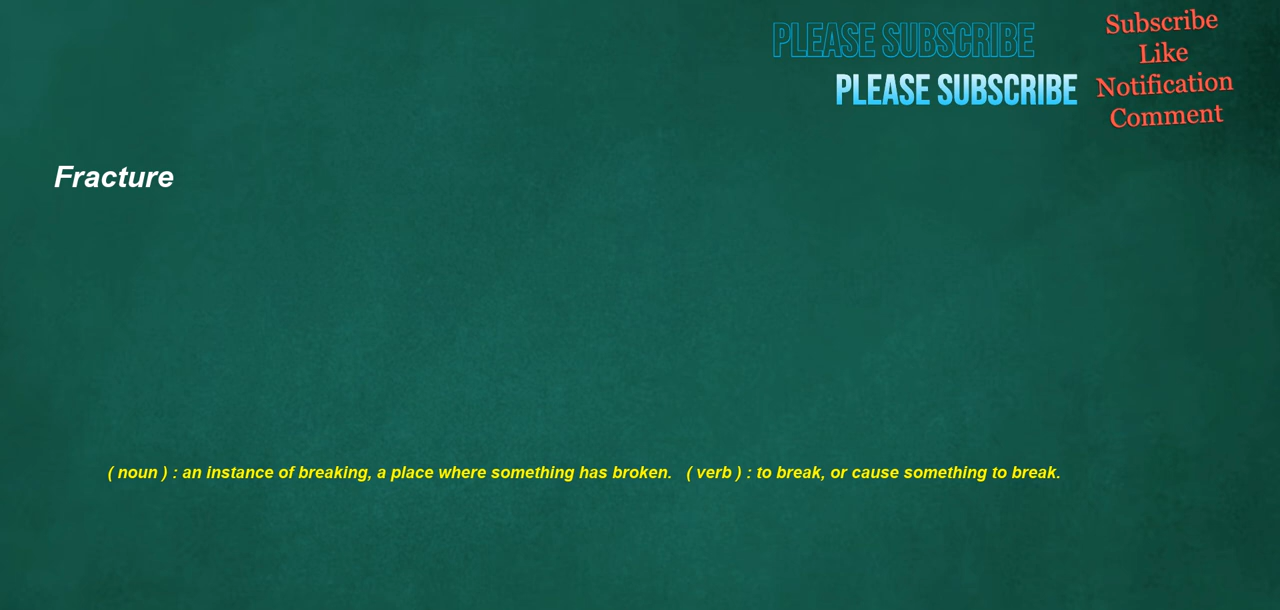 PLEASE SUBSCRIBE
PLEASE SUBSCRIBE
Subscribe
Like
Notification
Comment
Fracture
( noun ) : an instance of breaking, a place where something has broken.   ( verb ) : to break, or cause something to break.